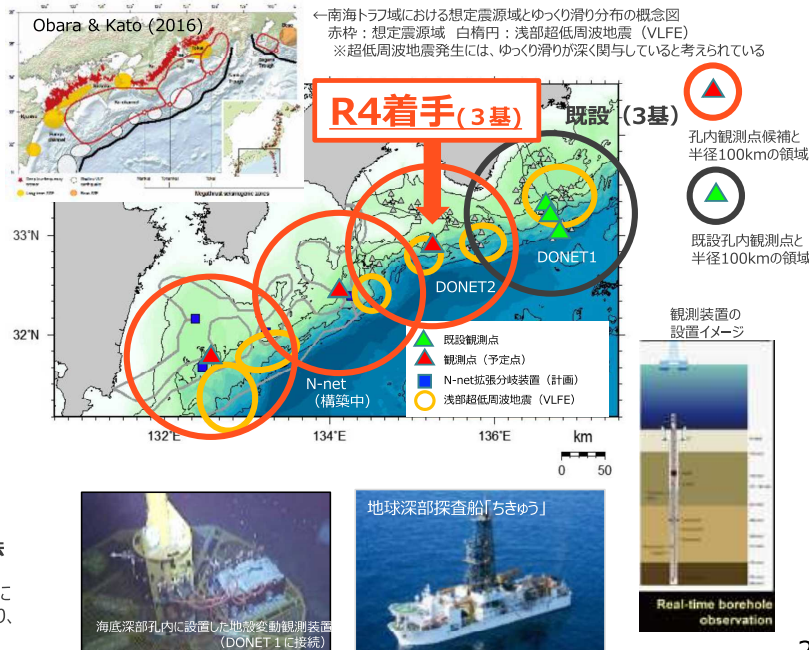 Obara & Kato (2016)
←南海トラフ域における想定震源域とゆっくり滑り分布の概念図
赤枠：想定震源域 白楕円：浅部超低周波地震（VLFE）
※超低周波地震発生には、ゆっくり滑りが深く関与していると考えられている
R4着手(３基)
既設（3基）
孔内観測点候補と
半径100kmの領域
既設孔内観測点と
半径100kmの領域
33°N
32°N
132°E
134°E
136°E
DONET1
DONET2
N-net
（構築中）
既設観測点
観測点（予定点）
N-net拡張分岐装置（計画）
浅部超低周波地震（VLFE）
km
0 50
観測装置の
設置イメージ
Real-time borehole
observation
海底深部孔内に設置した地殻変動観測装置
（DONET１に接続）
地球深部探査船「ちきゅう」
に
り、